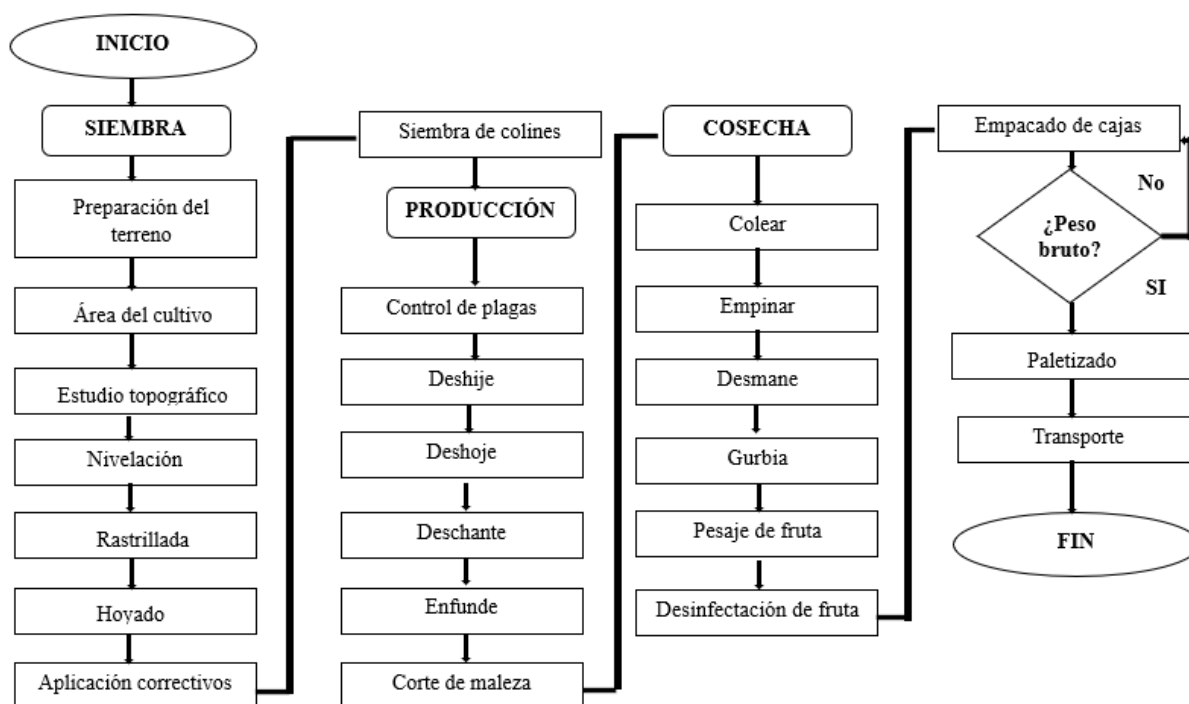 INICIO
SIEMBRA
Preparación del
terreno
Área del cultivo
Estudio topográfico
Nivelación
Rastrillada
Hoyado
Aplicación correctivos
Siembra de colines
PRODUCCIÓN
Control de plagas
Deshije
Deshoje
Deschante
Enfunde
Corte de maleza
COSECHA
Colear
Empinar
Desmane
Gurbia
Pesaje de fruta
Desinfectación de fruta
Empacado de cajas
No
¿Peso
bruto?
SI
Paletizado
Transporte
FIN